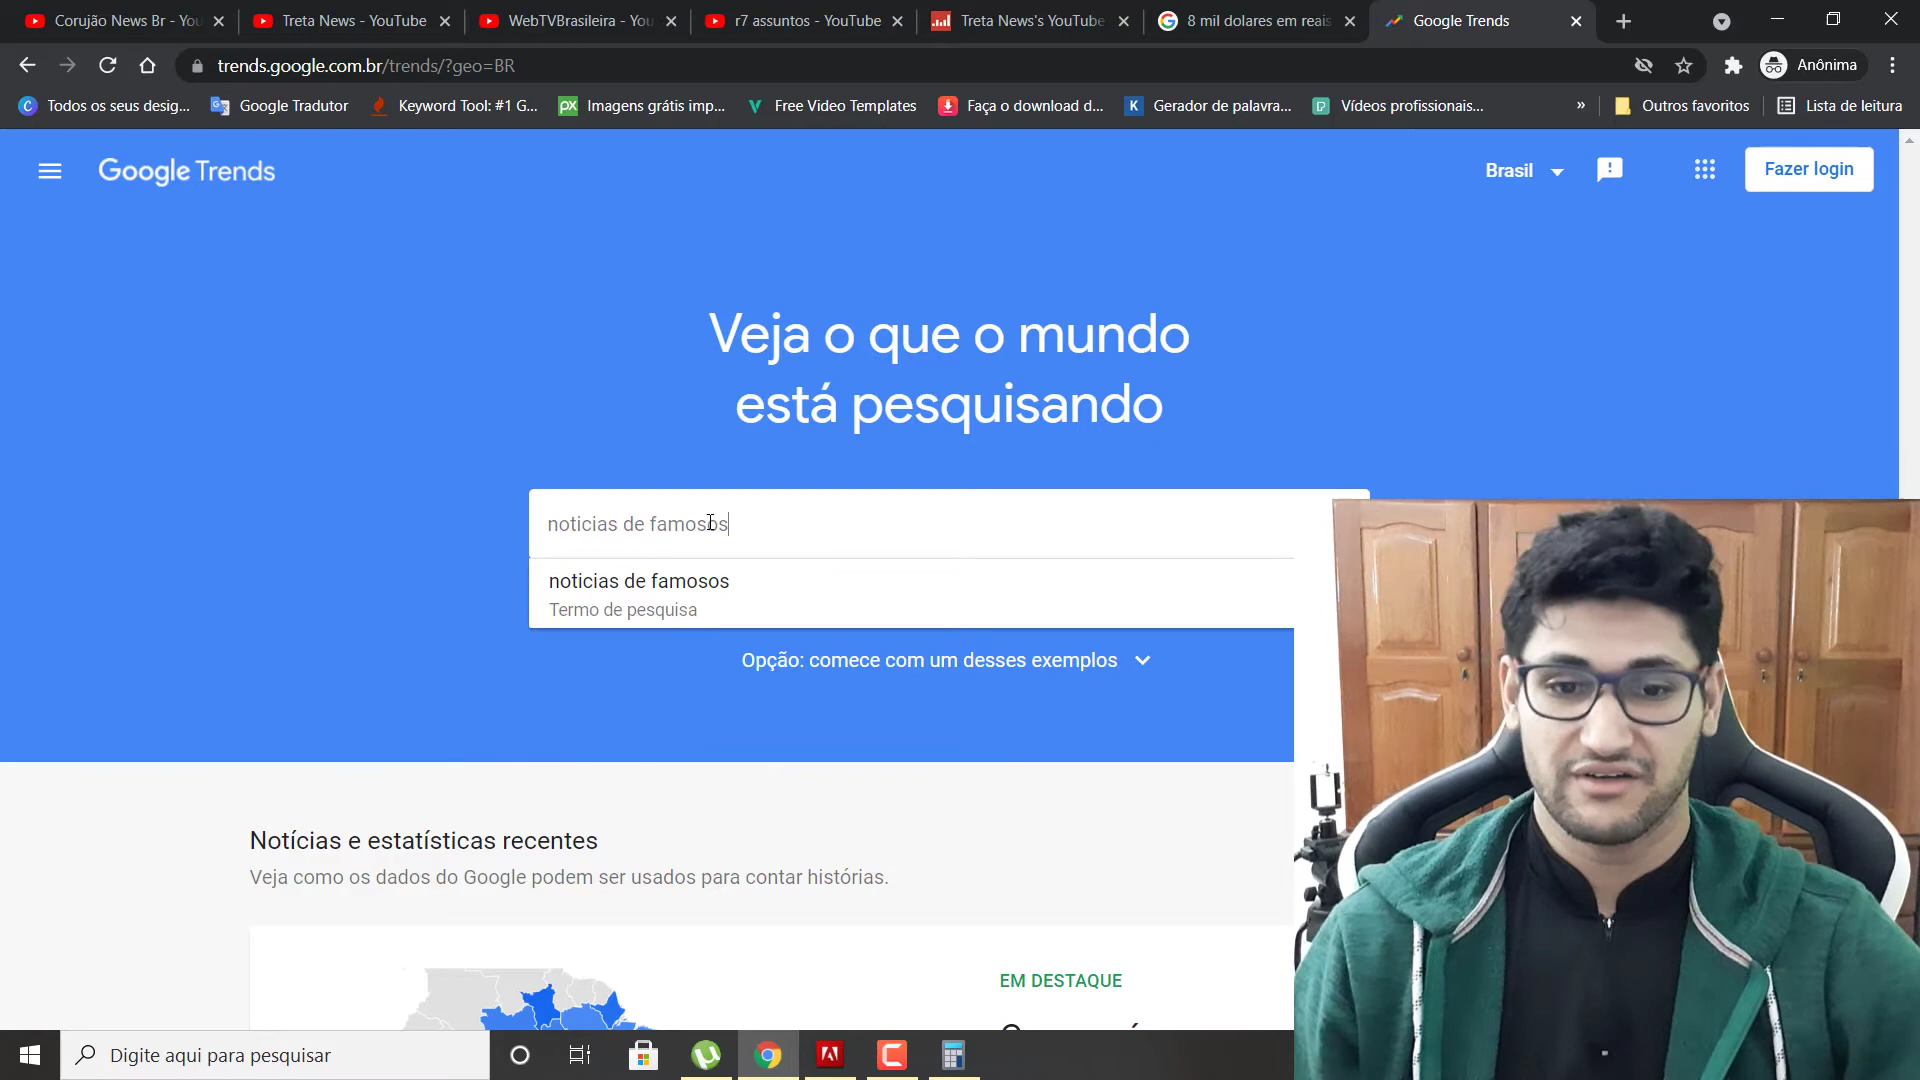 Corujão News Br - You
Treta News - YouTube
WebTVBrasileira - You
r7 assuntos - YouTube
Treta News's YouTube
8 mil dolares em reais
Google Trends
trends.google.com.br/trends/?geo=BR
Anônima
Todos os seus desig...
Google Tradutor
Keyword Tool: #1 G...
Imagens grátis imp...
Free Video Templates
Faça o download d...
Gerador de palavra...
Vídeos profissionais...
»
Outros favoritos
Lista de leitura
Google Trends
Brasil
Fazer login
Veja o que o mundo
está pesquisando
noticias de famosos
noticias de famosos
Termo de pesquisa
Opção: comece com um desses exemplos
Notícias e estatísticas recentes
Veja como os dados do Google podem ser usados para contar histórias.
EM DESTAQUE
Digite aqui para pesquisar